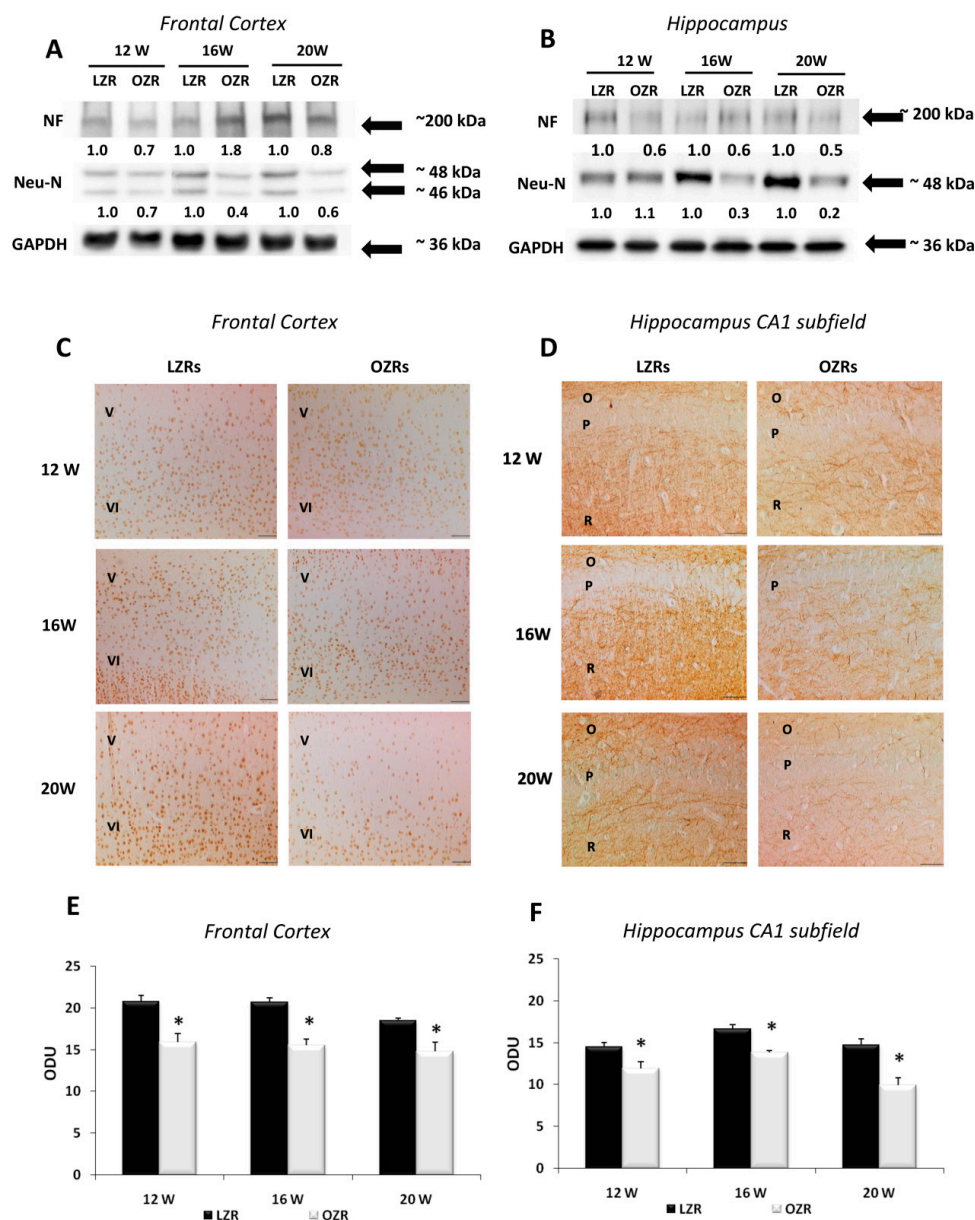 Frontal Cortex
A
12 W 16W 20W
LZR OZR LZR OZR LZR OZR
NF ~200 kDa
1.0 0.7 1.0 1.8 1.0 0.8
Neu-N ~ 48 kDa
~ 46 kDa
1.0 0.7 1.0 0.4 1.0 0.6
GAPDH ~ 36 kDa
Hippocampus
B
12 W 16W 20W
LZR OZR LZR OZR LZR OZR
NF ~ 200 kDa
1.0 0.6 1.0 0.6 1.0 0.5
Neu-N ~ 48 kDa
1.0 1.1 1.0 0.3 1.0 0.2
GAPDH ~ 36 kDa
Frontal Cortex
C
LZRs OZRs
12 W
V V
VI VI
16W
V V
VI VI
20W
V V
VI VI
Hippocampus CA1 subfield
D
LZRs OZRs
12 W
O O
P P
R R
16W
O
P P
R
20W
O O
P P
R R
E
Frontal Cortex
ODU
25
20
15
10
5
0
* * *
12 W 16 W 20 W
LZR OZR
F
Hippocampus CA1 subfield
ODU
25
20
15
10
5
0
* * *
12 W 16 W 20 W
LZR OZR